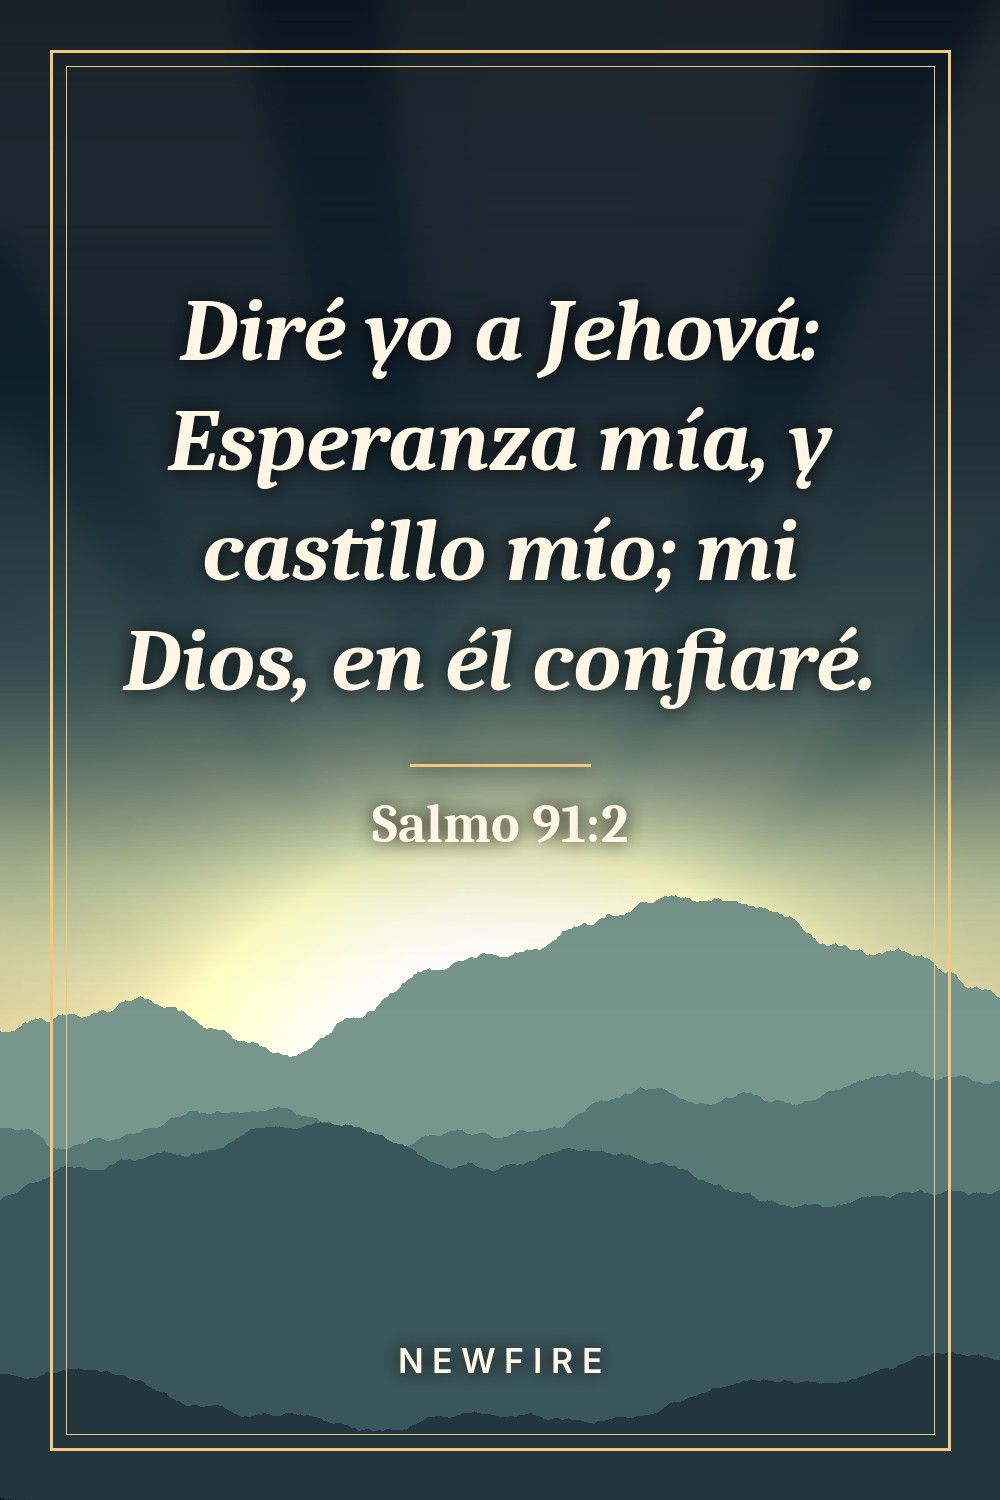 Diré yo a Jehová:
Esperanza mía, y
castillo mío; mi
Dios, en él confiaré.
Salmo 91:2
NEWFIRE